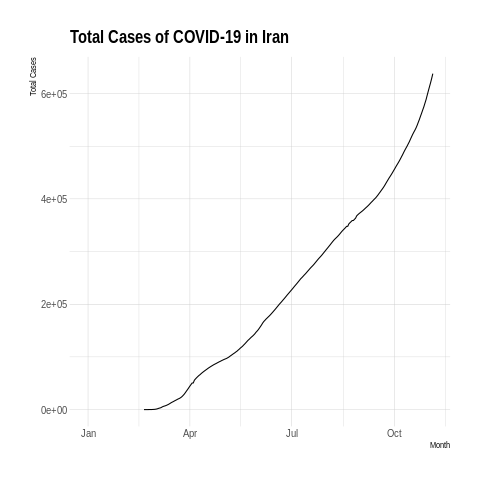 Total Cases of COVID-19 in Iran
Total Cases
6e+05
4e+05
2e+05
0e+00
Jan Apr Jul Oct
Month